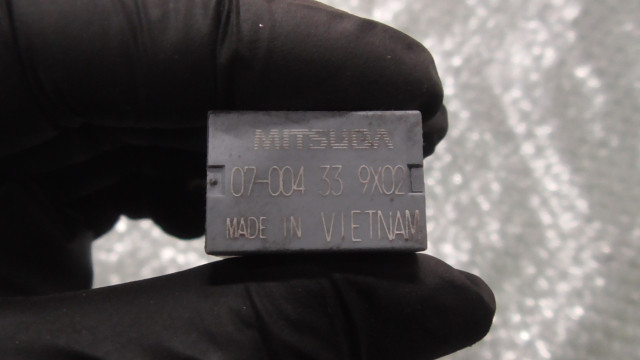 MITSUBA
07-004 33 9X02
MADE IN VIETNAM